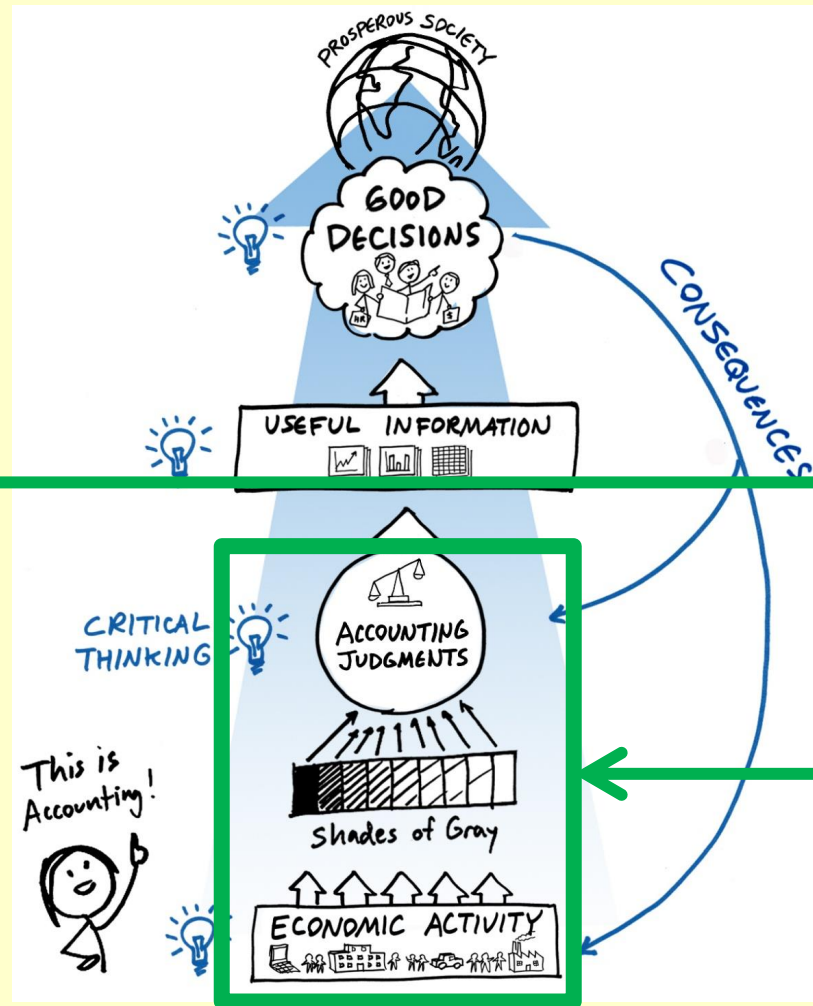 PROSPEROUS SOCIETY
GOOD
DECISIONS
HR
$
CONSEQUENCES
USEFUL INFORMATION
CRITICAL
THINKING
ACCOUNTING
JUDGMENTS
This is
Accounting!
Shades of Gray
ECONOMIC ACTIVITY